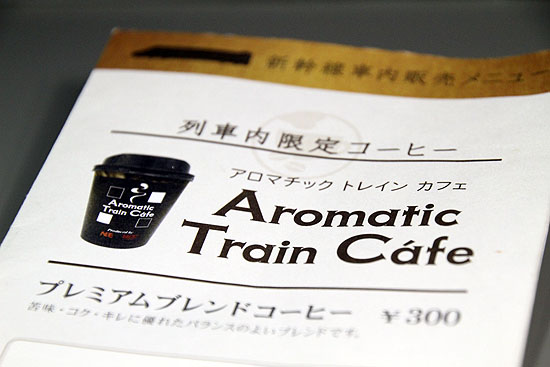 新幹線車内販売メニュー
列車内限定コーヒー
アロマチック トレイン カフェ
Aromatic
Train Cáfe
Aromatic
Train Cáfe
Produced by
プレミアムブレンドコーヒー ￥300
苦味・コク・キレに優れたバランスのよいブレンドです。